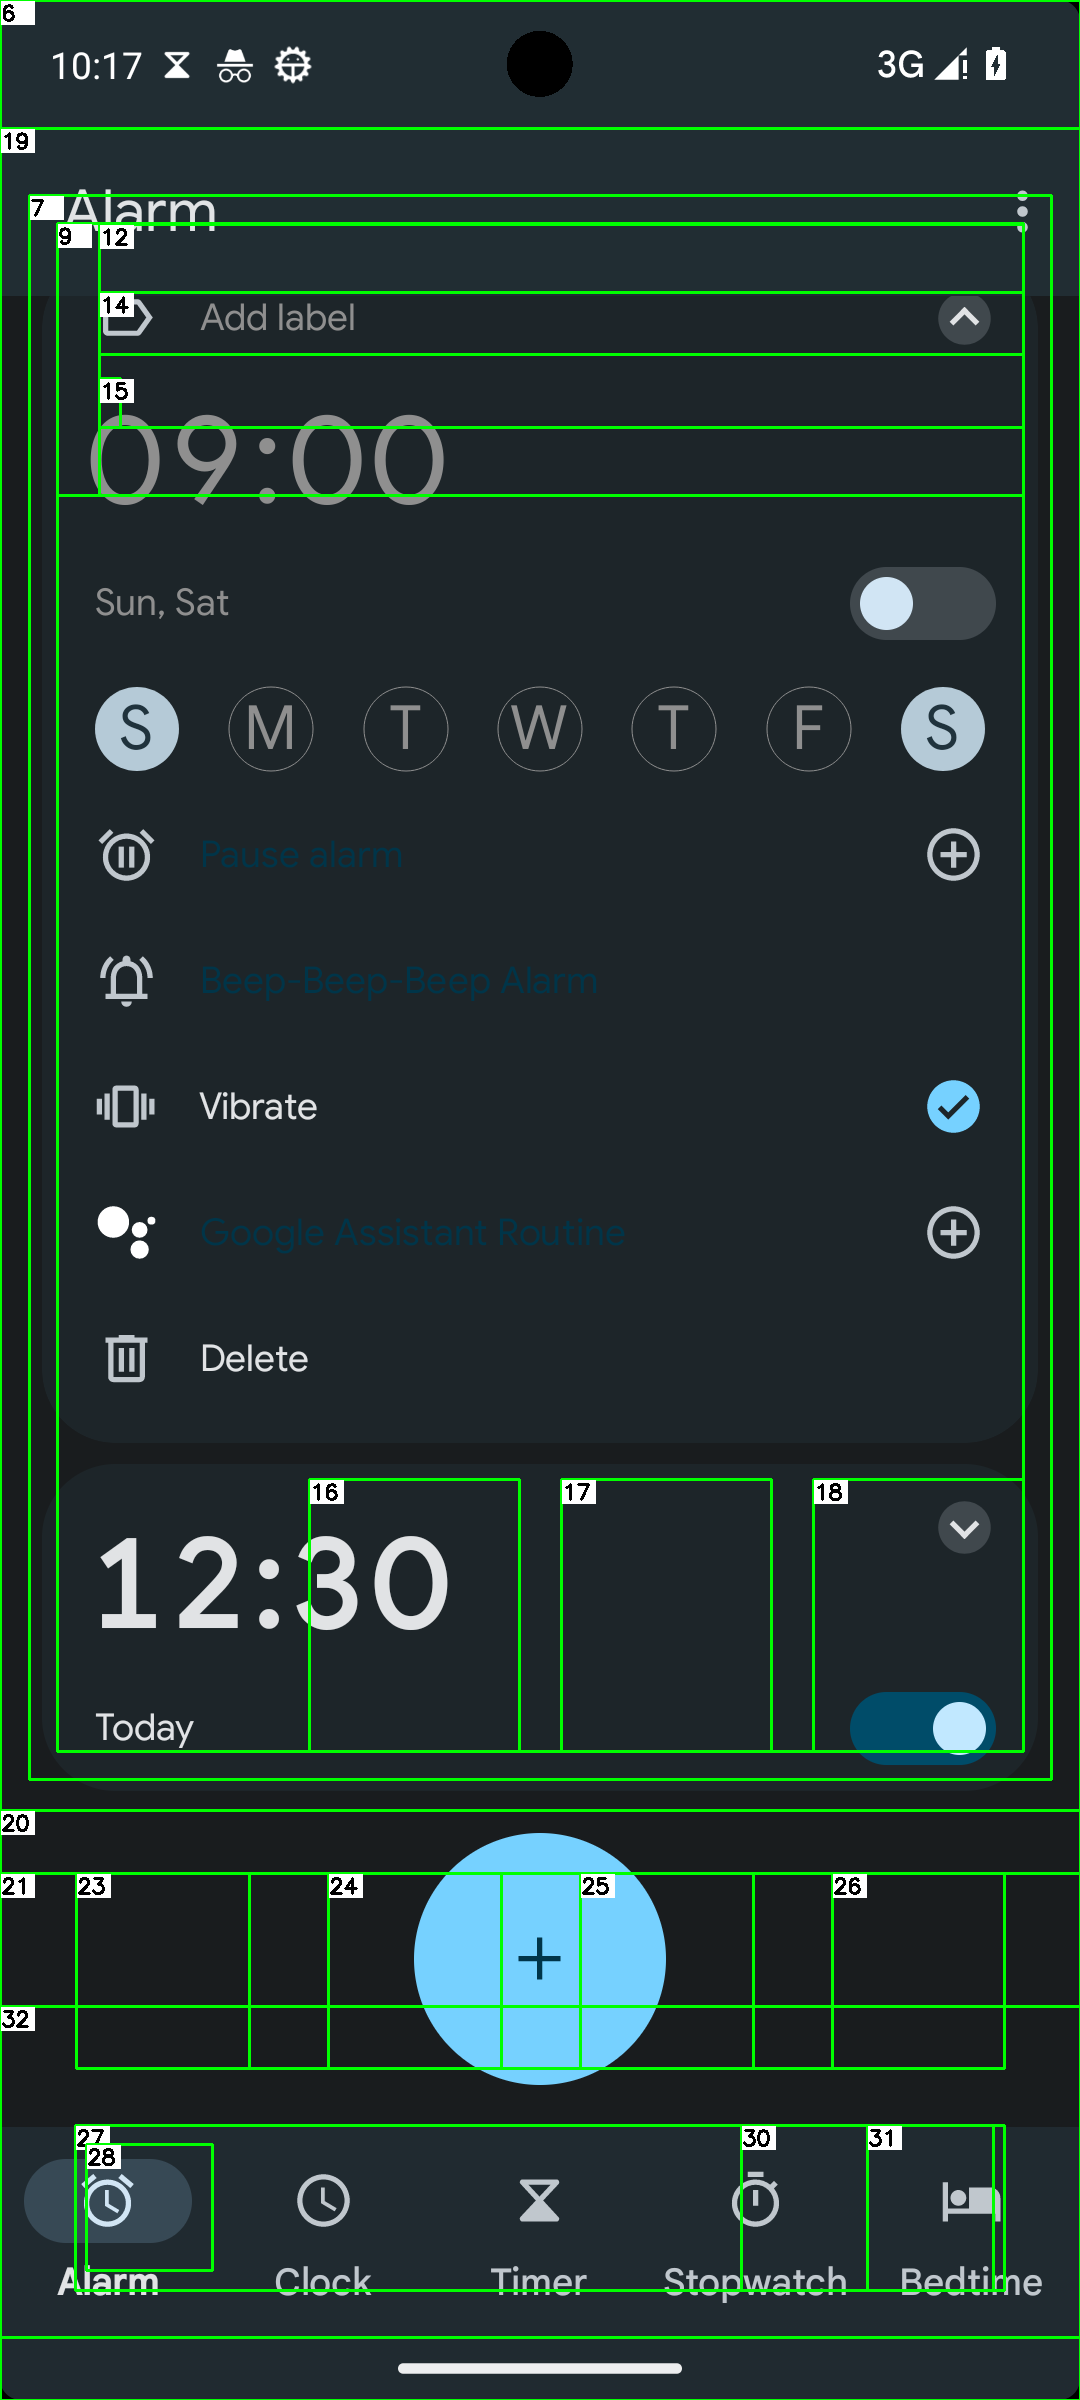 6
10:17
3G
19
7
Alarm
9
12
14
Add label
15
09:00
Sun, Sat
S M T W T F S
Pause alarm
Beep-Beep-Beep Alarm
Vibrate
Google Assistant Routine
Delete
16
17
18
12:30
Today
20
21
23
24
25
26
32
27
28
30
31
Alarm
Clock
Timer
Stopwatch
Bedtime